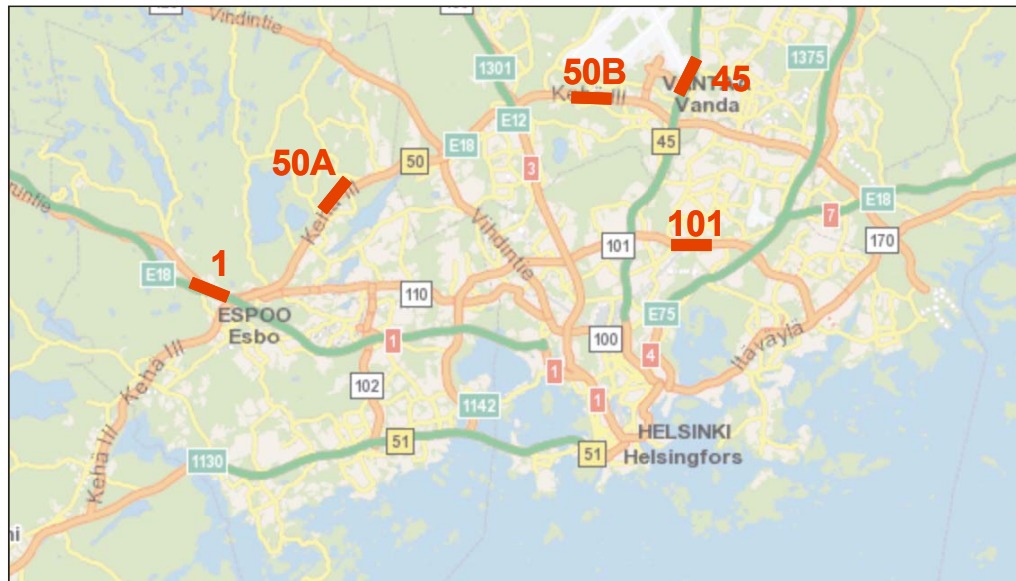 Vihdintie
1301
1375
50B
45
Kehä III
VANTAA
Vanda
E12
E18
45
50
50A
3
Kehä III
E18
7
101
101
170
Vihdintie
1
E18
110
ESPOO
Esbo
E75
1
100
4
Itäväylä
Kehä III
1
102
1
1142
HELSINKI
Helsingfors
51
51
1130
Kehä III